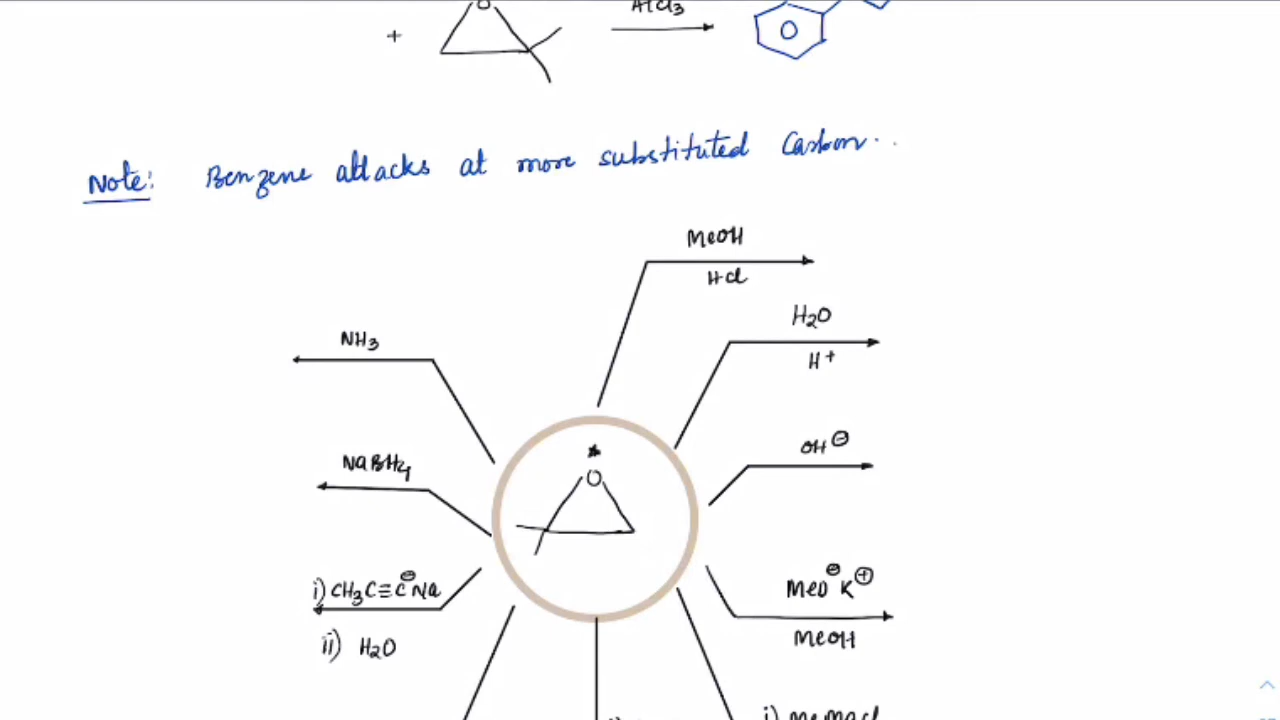 O
+ AlCl3
O
Note: Benzene attacks at more substituted Carbon..
MeOH
HCl
H2O
H+
NH3
OH⊖
NaBH4
*
O
i) CH3C≡C⊖Na
MeO⊖K⊕
ii) H2O
MeOH
i)